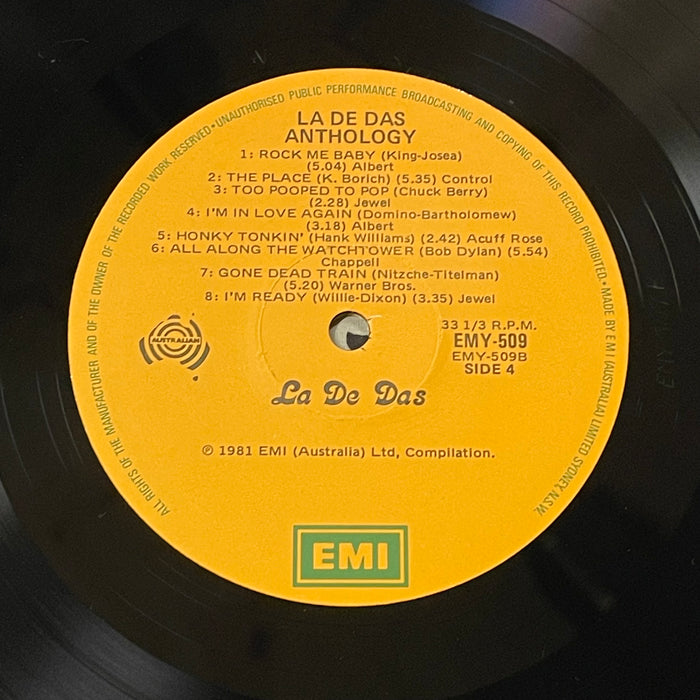 UNAUTHORISED PUBLIC PERFORMANCE BROADCASTING AND COPYING OF THIS RECORD PROHIBITED • MADE BY EMI (AUSTRALIA) LIMITED SYDNEY, N.S.W.
ALL RIGHTS OF THE MANUFACTURER AND OF THE OWNER OF THE RECORDED WORK RESERVED •
LA DE DAS
ANTHOLOGY
1: ROCK ME BABY (King-Josea)
(5.04) Albert
2: THE PLACE (K. Borich) (5.35) Control
3: TOO POOPED TO POP (Chuck Berry)
(2.28) Jewel
4: I'M IN LOVE AGAIN (Domino-Bartholomew)
(3.18) Albert
5: HONKY TONKIN' (Hank Williams) (2.42) Acuff Rose
6: ALL ALONG THE WATCHTOWER (Bob Dylan) (5.54)
Chappell
7: GONE DEAD TRAIN (Nitzche-Titelman)
(5.20) Warner Bros.
8: I'M READY (Willie-Dixon) (3.35) Jewel
AUSTRALIAN
33 1/3 R.P.M.
EMY-509
EMY-509B
SIDE 4
La De Das
℗ 1981 EMI (Australia) Ltd, Compilation.
EMI